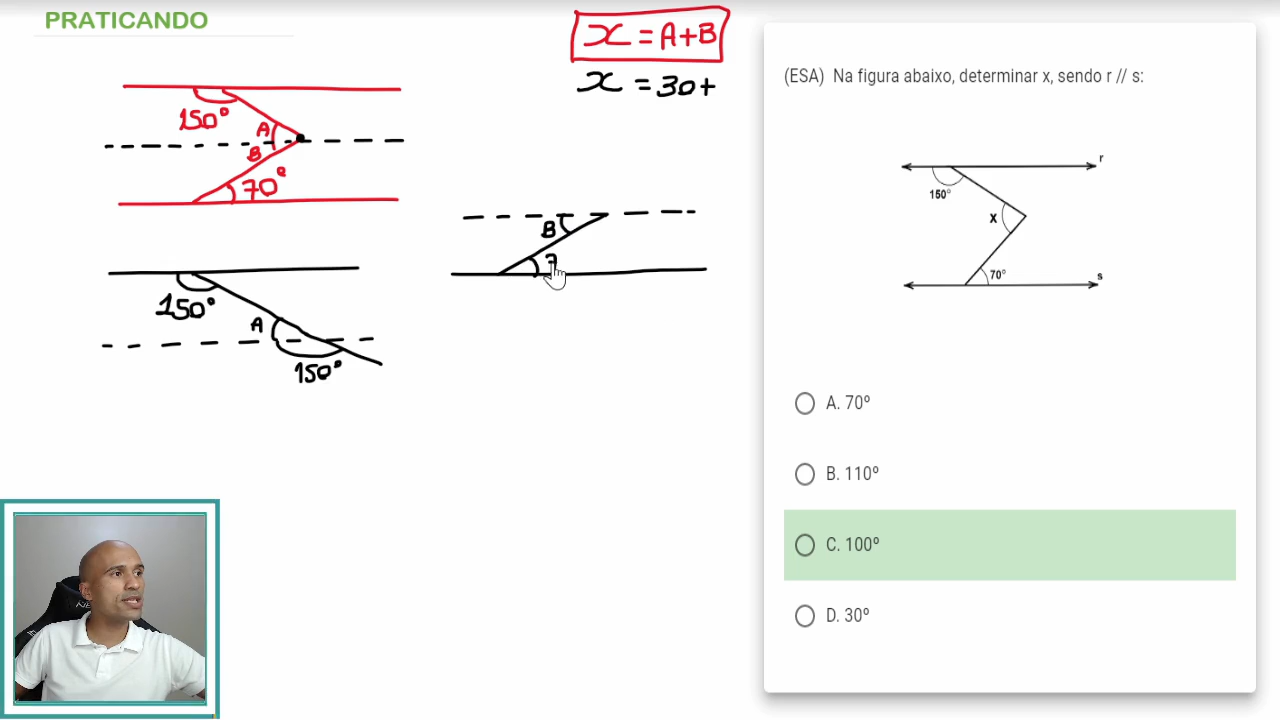 PRATICANDO
x = A+B
x = 30+
150°
A
B
70°
B
7
150°
A
150°
(ESA) Na figura abaixo, determinar x, sendo r // s:
r
150°
x
70°
s
A. 70º
B. 110º
C. 100º
D. 30º